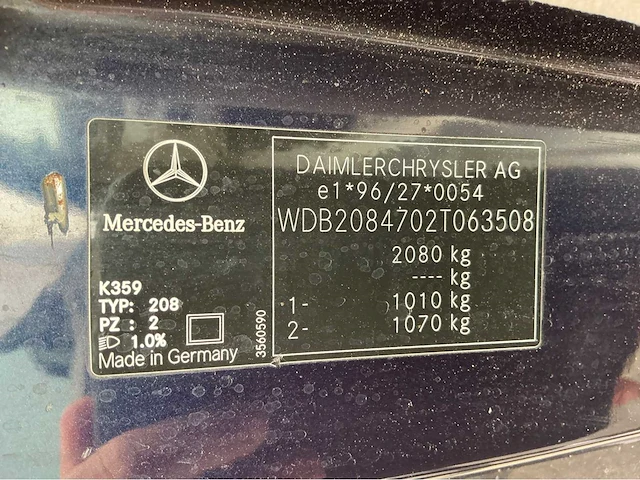 Mercedes-Benz
K359
TYP: 208
PZ : 2
1.0%
Made in Germany
3560590
DAIMLERCHRYSLER AG
e1*96/27*0054
WDB2084702T063508
2080 kg
---- kg
1- 1010 kg
2- 1070 kg